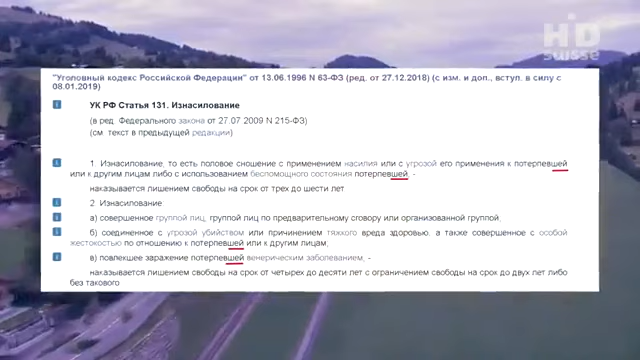 HD
swisse
"Уголовный кодекс Российской Федерации" от 13.06.1996 N 63-ФЗ (ред. от 27.12.2018) (с изм. и доп., вступ. в силу с
08.01.2019)
УК РФ Статья 131. Изнасилование
(в ред. Федерального закона от 27.07.2009 N 215-ФЗ)
(см. текст в предыдущей редакции)
1. Изнасилование, то есть половое сношение с применением насилия или с угрозой его применения к потерпевшей
или к другим лицам либо с использованием беспомощного состояния потерпевшей, -
наказывается лишением свободы на срок от трех до шести лет
2. Изнасилование:
а) совершенное группой лиц, группой лиц по предварительному сговору или организованной группой;
б) соединенное с угрозой убийством или причинением тяжкого вреда здоровью, а также совершенное с особой
жестокостью по отношению к потерпевшей или к другим лицам;
в) повлекшее заражение потерпевшей венерическим заболеванием, -
наказывается лишением свободы на срок от четырех до десяти лет с ограничением свободы на срок до двух лет либо
без такового